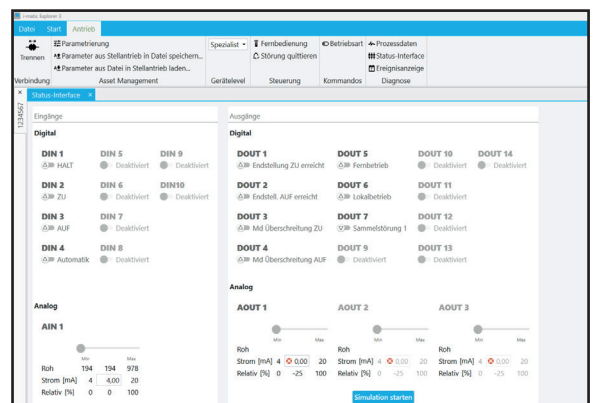 i-matic Explorer 3
Datei Start Antrieb
Trennen
Parametrierung
Parameter aus Stellantrieb in Datei speichern...
Parameter aus Datei in Stellantrieb laden...
Spezialist
Fernbedienung
Störung quittieren
Betriebsart
Prozessdaten
Status-Interface
Ereignisanzeige
Verbindung Asset Management Gerätelevel Steuerung Kommandos Diagnose
× Status-Interface ×
1234567
Eingänge
Digital
DIN 1 DIN 5 DIN 9
HALT Deaktiviert Deaktiviert
DIN 2 DIN 6 DIN10
ZU Deaktiviert Deaktiviert
DIN 3 DIN 7
AUF Deaktiviert
DIN 4 DIN 8
Automatik Deaktiviert
Analog
AIN 1
Min Max
Roh 194 194 978
Strom [mA] 4 4,00 20
Relativ [%] 0 0 100
Ausgänge
Digital
DOUT 1 DOUT 5 DOUT 10 DOUT 14
Endstellung ZU erreicht Fernbetrieb Deaktiviert Deaktiviert
DOUT 2 DOUT 6 DOUT 11
Endstell. AUF erreicht Lokalbetrieb Deaktiviert
DOUT 3 DOUT 7 DOUT 12
Md Überschreitung ZU Sammelstörung 1 Deaktiviert
DOUT 4 DOUT 9 DOUT 13
Md Überschreitung AUF Deaktiviert Deaktiviert
Analog
AOUT 1 AOUT 2 AOUT 3
Min Max Min Max Min Max
Roh Roh Roh
Strom [mA] 4 0,00 20 Strom [mA] 4 0,00 20 Strom [mA] 4 0,00 20
Relativ [%] 0 -25 100 Relativ [%] 0 -25 100 Relativ [%] 0 -25 100
Simulation starten